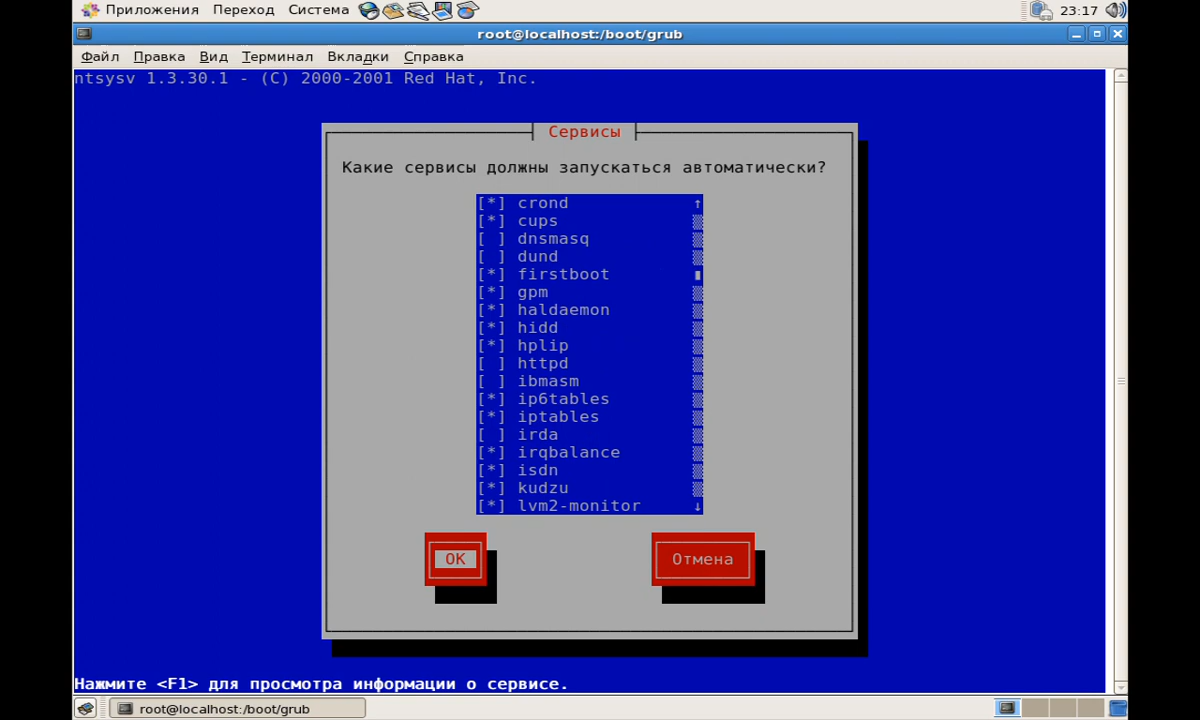 Приложения Переход Система 23:17
root@localhost:/boot/grub
Файл Правка Вид Терминал Вкладки Справка
ntsysv 1.3.30.1 - (C) 2000-2001 Red Hat, Inc.
Сервисы
Какие сервисы должны запускаться автоматически?
[*] crond ↑
[*] cups
[ ] dnsmasq
[ ] dund
[*] firstboot
[*] gpm
[*] haldaemon
[*] hidd
[*] hplip
[ ] httpd
[ ] ibmasm
[*] ip6tables
[*] iptables
[ ] irda
[*] irqbalance
[*] isdn
[*] kudzu
[*] lvm2-monitor ↓
OK Отмена
Нажмите <F1> для просмотра информации о сервисе.
root@localhost:/boot/grub